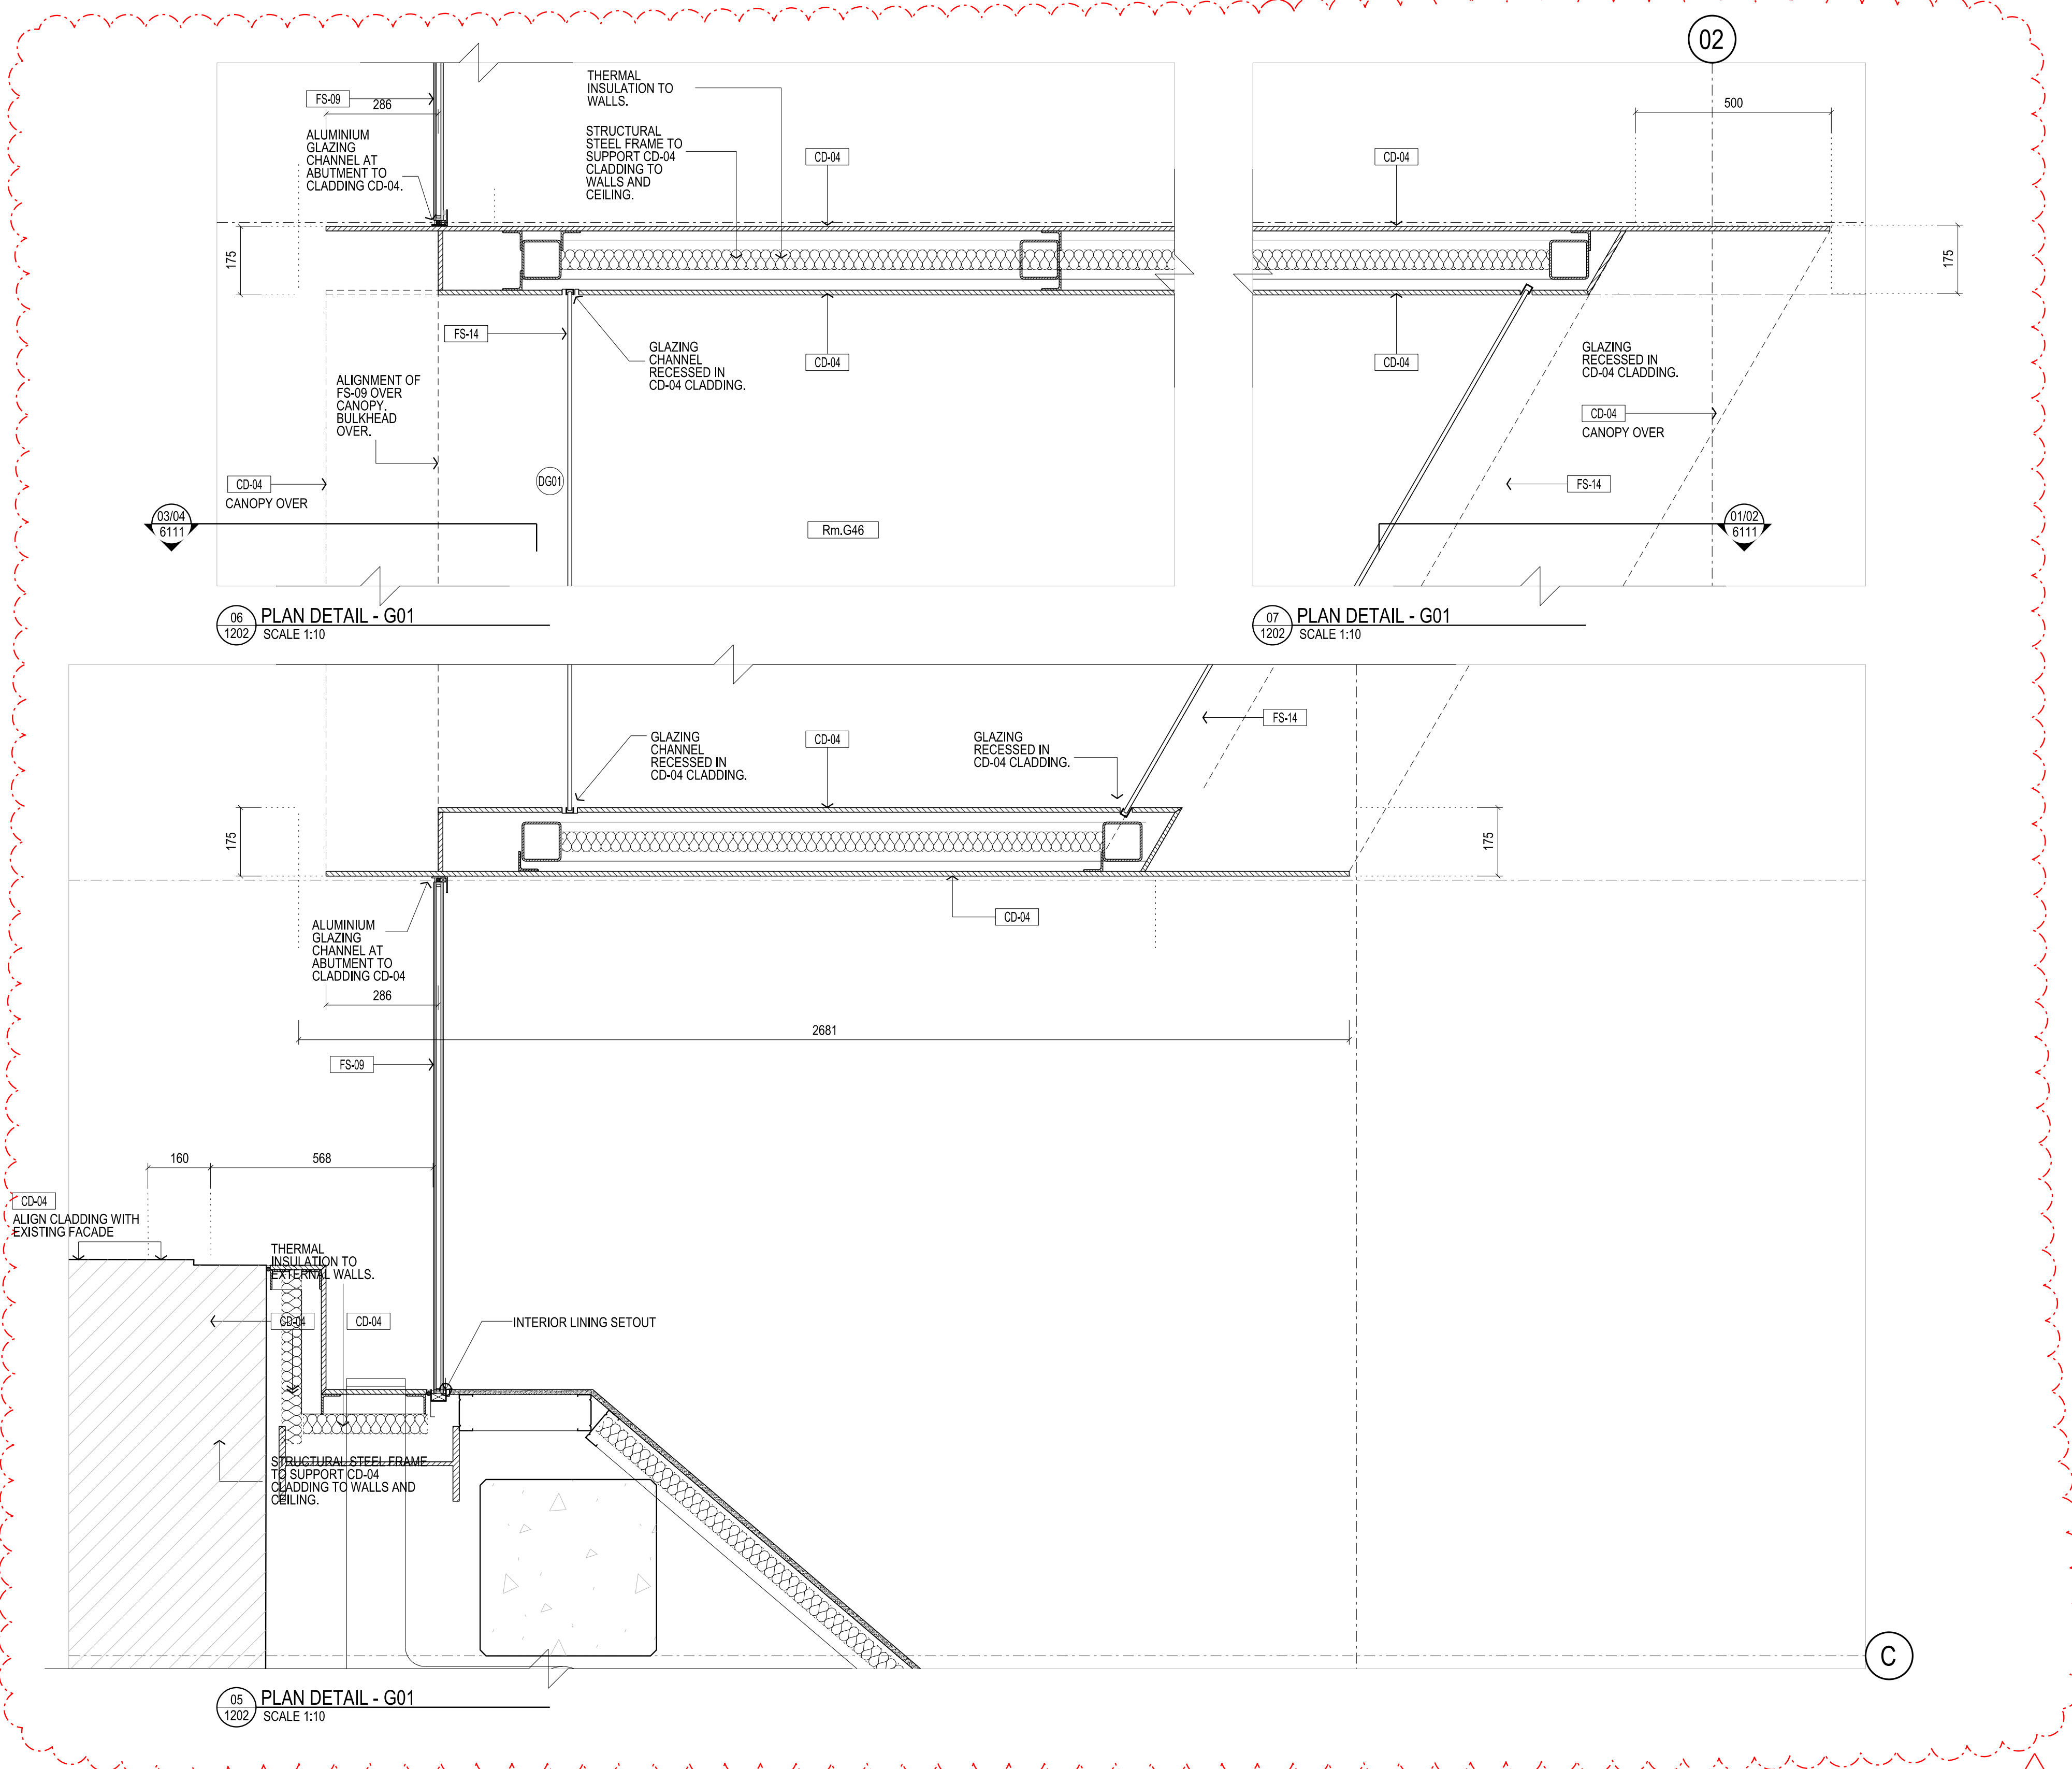 02
FS-09
286
ALUMINIUM
GLAZING
CHANNEL AT
ABUTMENT TO
CLADDING CD-04.
THERMAL
INSULATION TO
WALLS.
STRUCTURAL
STEEL FRAME TO
SUPPORT CD-04
CLADDING TO
WALLS AND
CEILING.
CD-04
CD-04
500
175
175
FS-14
GLAZING
CHANNEL
RECESSED IN
CD-04 CLADDING.
CD-04
CD-04
GLAZING
RECESSED IN
CD-04 CLADDING.
CD-04
CANOPY OVER
ALIGNMENT OF
FS-09 OVER
CANOPY.
BULKHEAD
OVER.
CD-04
CANOPY OVER
DG01
FS-14
03/04
6111
Rm.G46
01/02
6111
06
1202
PLAN DETAIL - G01
SCALE 1:10
07
1202
PLAN DETAIL - G01
SCALE 1:10
FS-14
GLAZING
CHANNEL
RECESSED IN
CD-04 CLADDING.
CD-04
GLAZING
RECESSED IN
CD-04 CLADDING.
175
175
CD-04
ALUMINIUM
GLAZING
CHANNEL AT
ABUTMENT TO
CLADDING CD-04
286
2681
FS-09
160
568
CD-04
ALIGN CLADDING WITH
EXISTING FACADE
THERMAL
INSULATION TO
EXTERNAL WALLS.
CD-04
CD-04
INTERIOR LINING SETOUT
STRUCTURAL STEEL FRAME
TO SUPPORT CD-04
CLADDING TO WALLS AND
CEILING.
C
05
1202
PLAN DETAIL - G01
SCALE 1:10